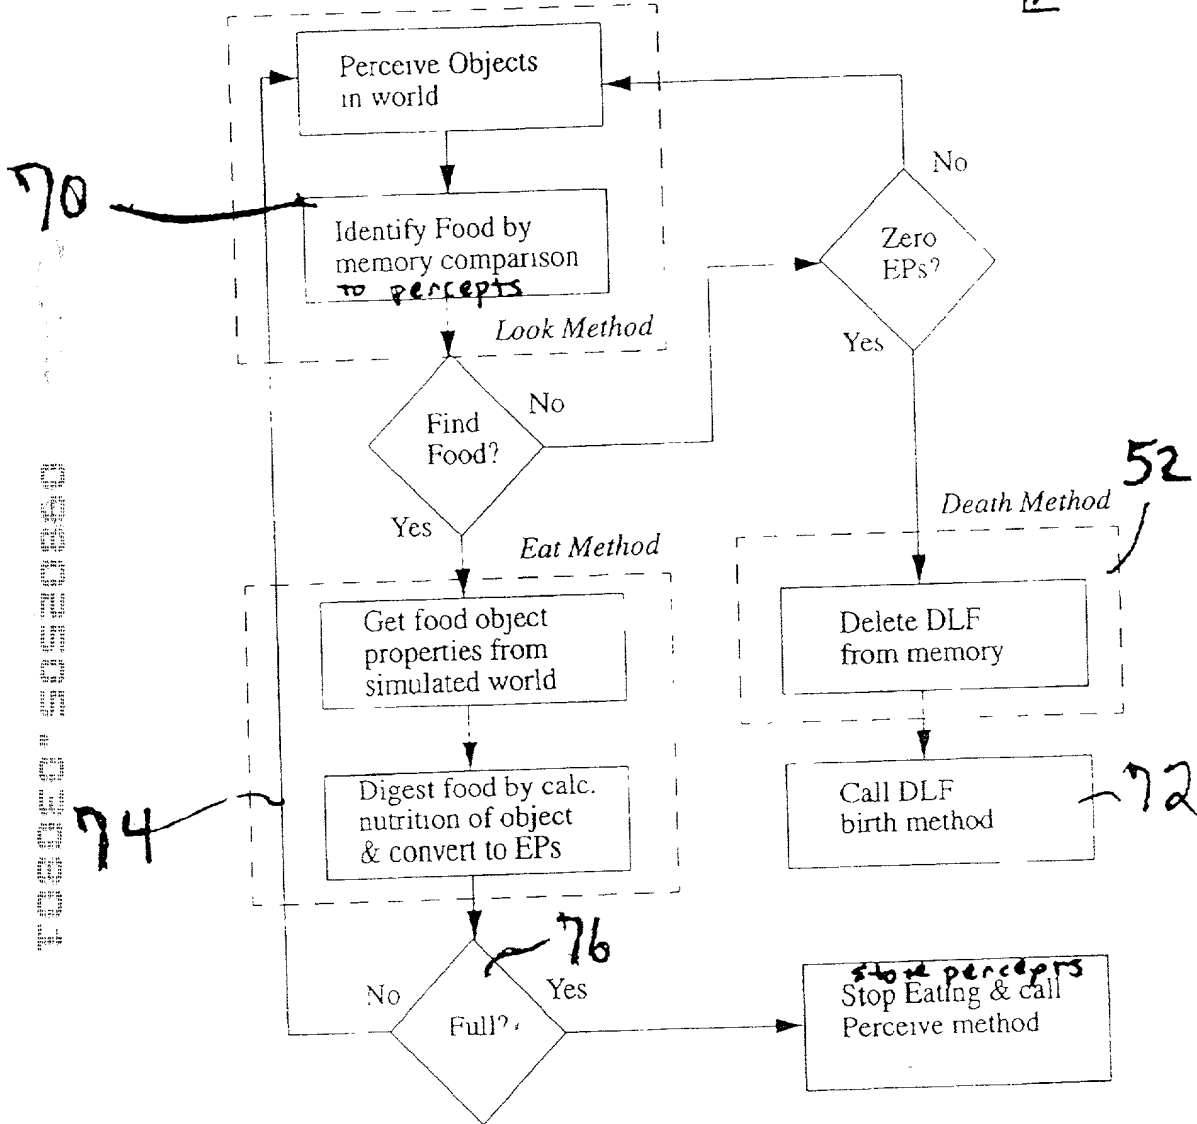 Perceive Objects
in world
70
Identify Food by
memory comparison
to percepts
Look Method
No
Zero
EPs?
Yes
Find
Food?
No
Yes
Eat Method
Death Method
52
Get food object
properties from
simulated world
Delete DLF
from memory
Digest food by calc.
nutrition of object
& convert to EPs
74
Call DLF
birth method
72
76
No
Full?
Yes
store percepts
Stop Eating & call
Perceive method